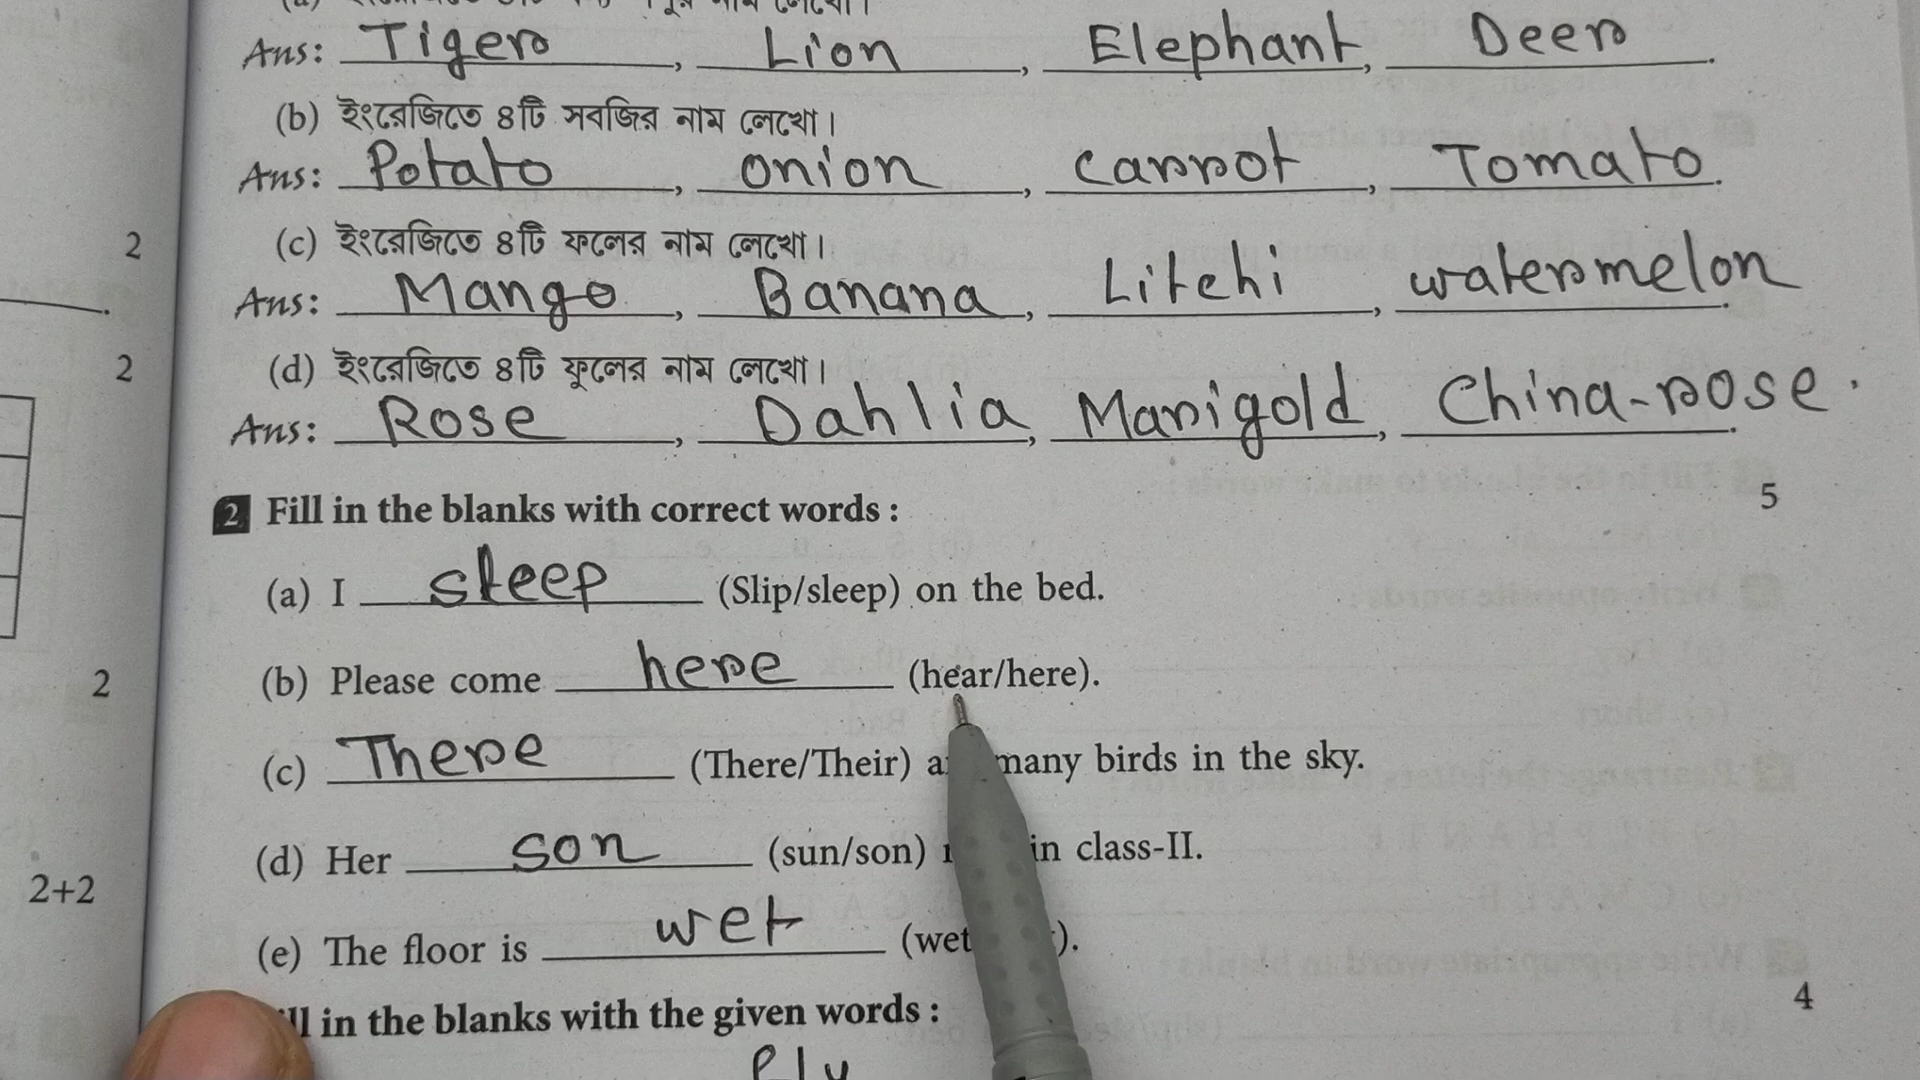 Ans: Tiger, Lion, Elephant, Deer.
(b) ইংরেজিতে ৪টি সবজির নাম লেখো।
Ans: Potato, onion, carrot, Tomato.
2
(c) ইংরেজিতে ৪টি ফলের নাম লেখো।
Ans: Mango, Banana, Litchi, watermelon.
2
(d) ইংরেজিতে ৪টি ফুলের নাম লেখো।
Ans: Rose, Dahlia, Marigold, China-rose.
2 Fill in the blanks with correct words : 5
(a) I sleep (Slip/sleep) on the bed.
2
(b) Please come here (hear/here).
(c) There (There/Their) many birds in the sky.
2+2
(d) Her son (sun/son) in class-II.
(e) The floor is wet (wet ).
in the blanks with the given words : 4